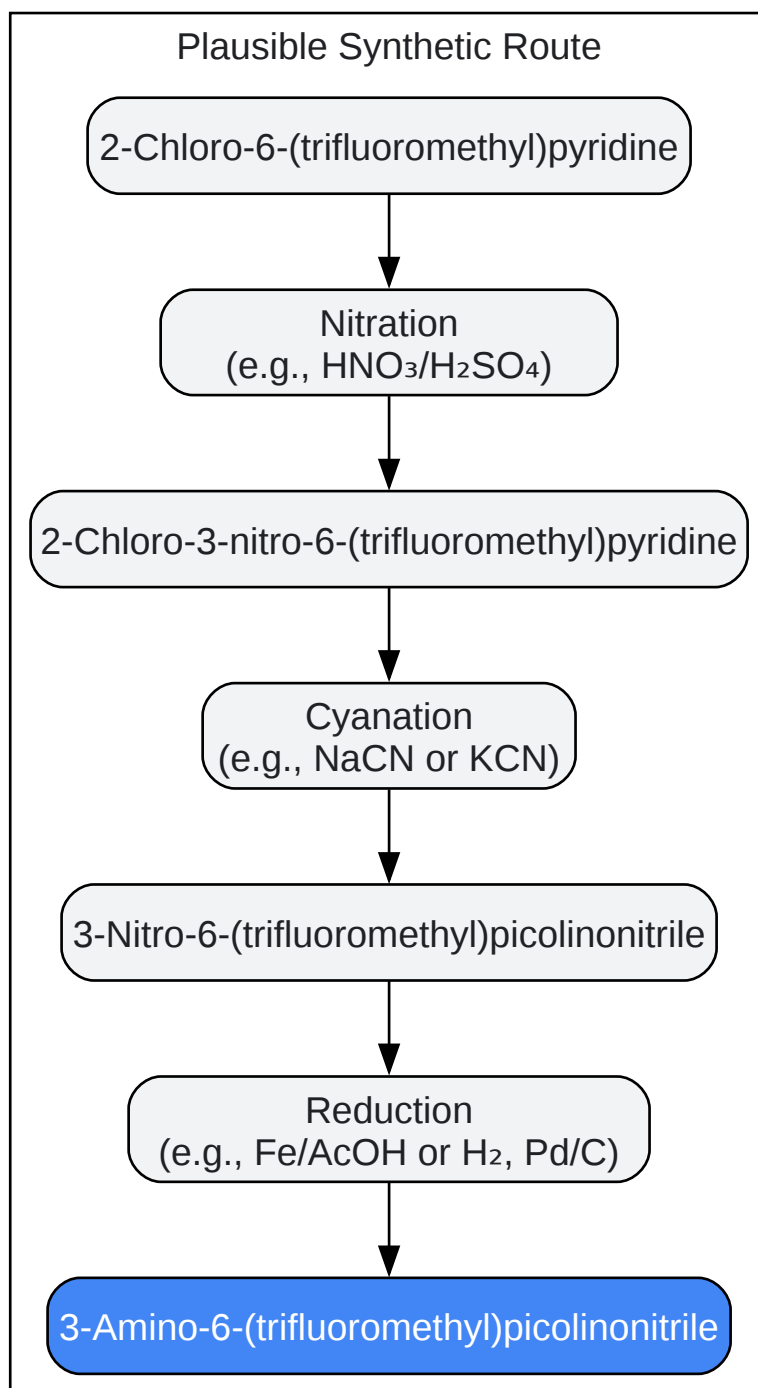 Plausible Synthetic Route
2-Chloro-6-(trifluoromethyl)pyridine
Nitration
(e.g., HNO₃/H₂SO₄)
2-Chloro-3-nitro-6-(trifluoromethyl)pyridine
Cyanation
(e.g., NaCN or KCN)
3-Nitro-6-(trifluoromethyl)picolinonitrile
Reduction
(e.g., Fe/AcOH or H₂, Pd/C)
3-Amino-6-(trifluoromethyl)picolinonitrile